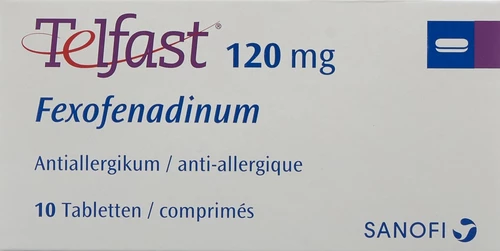 Telfast® 120 mg
Fexofenadinum
Antiallergikum / anti-allergique
10 Tabletten / comprimés
SANOFI